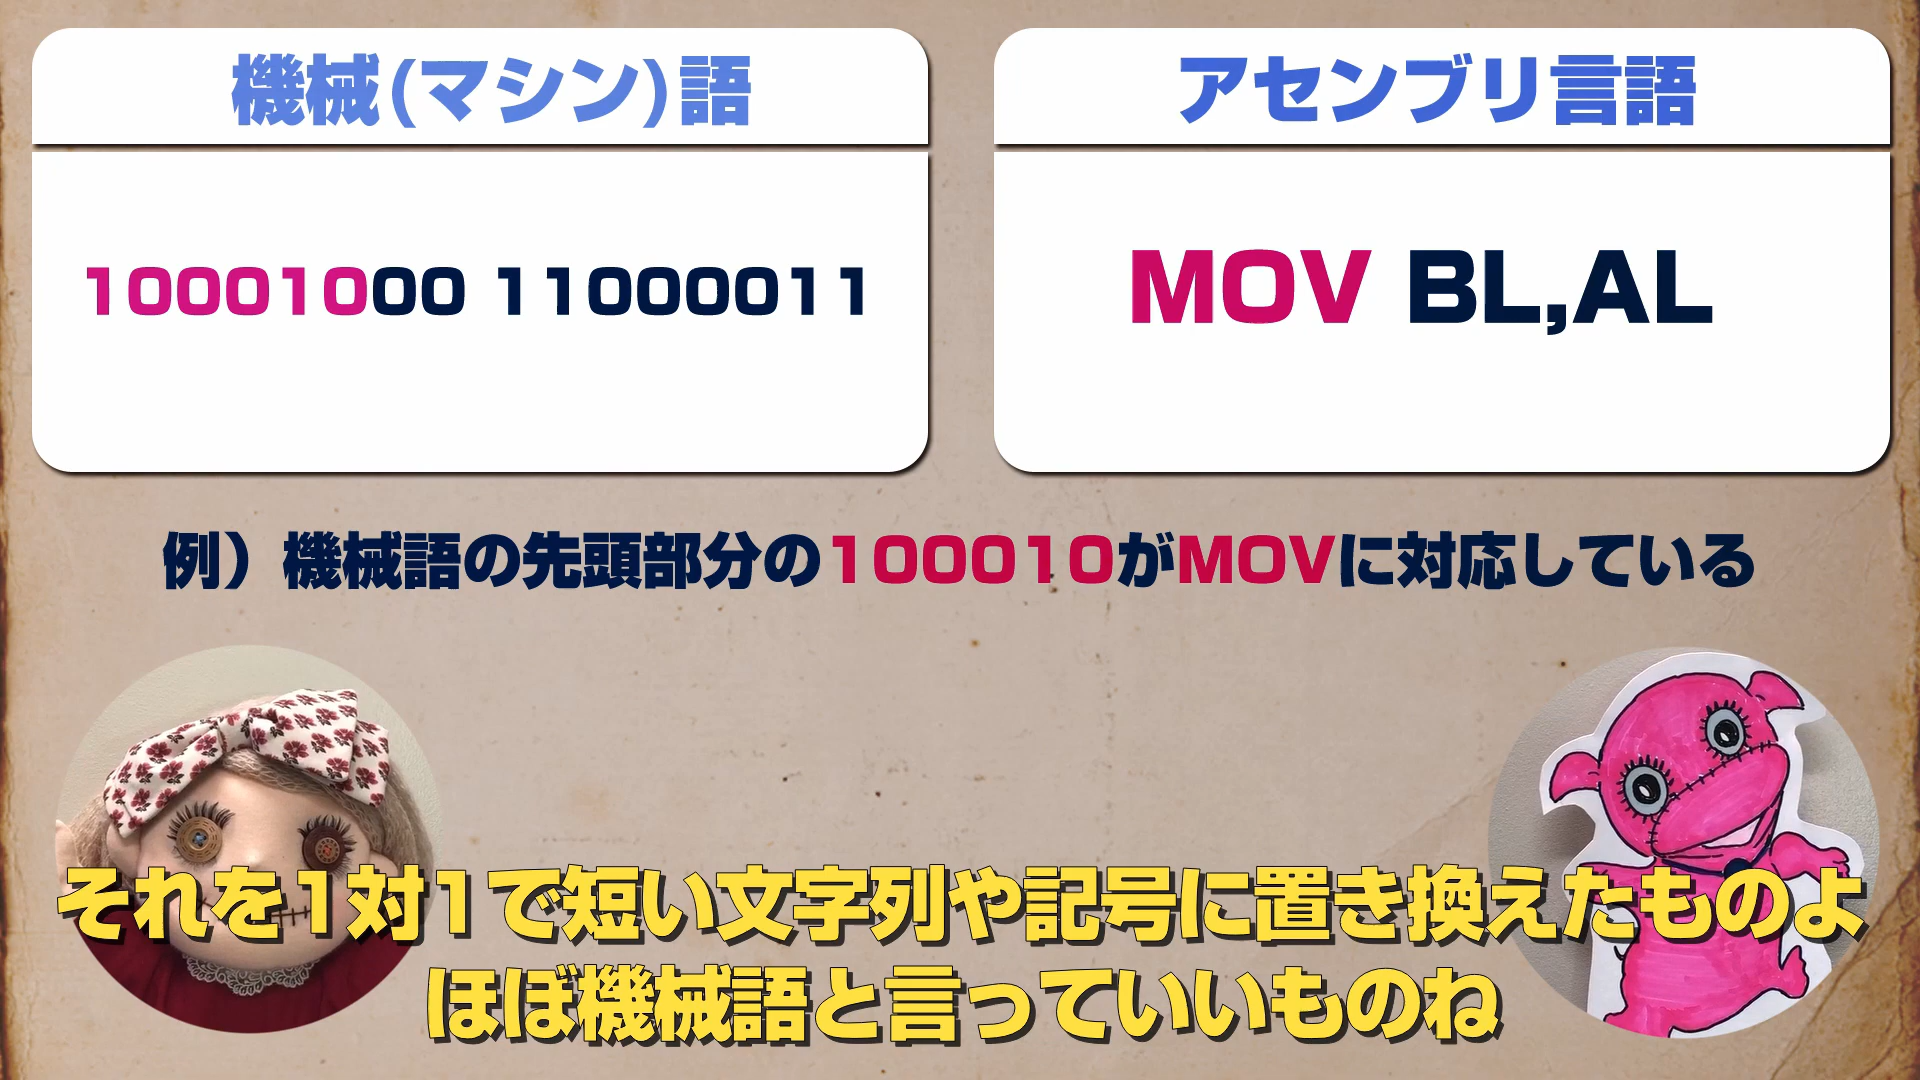 機械(マシン)語
10001000 11000011
アセンブリ言語
MOV BL,AL
例）機械語の先頭部分の100010がMOVに対応している
それを1対1で短い文字列や記号に置き換えたものよ
ほぼ機械語と言っていいものね